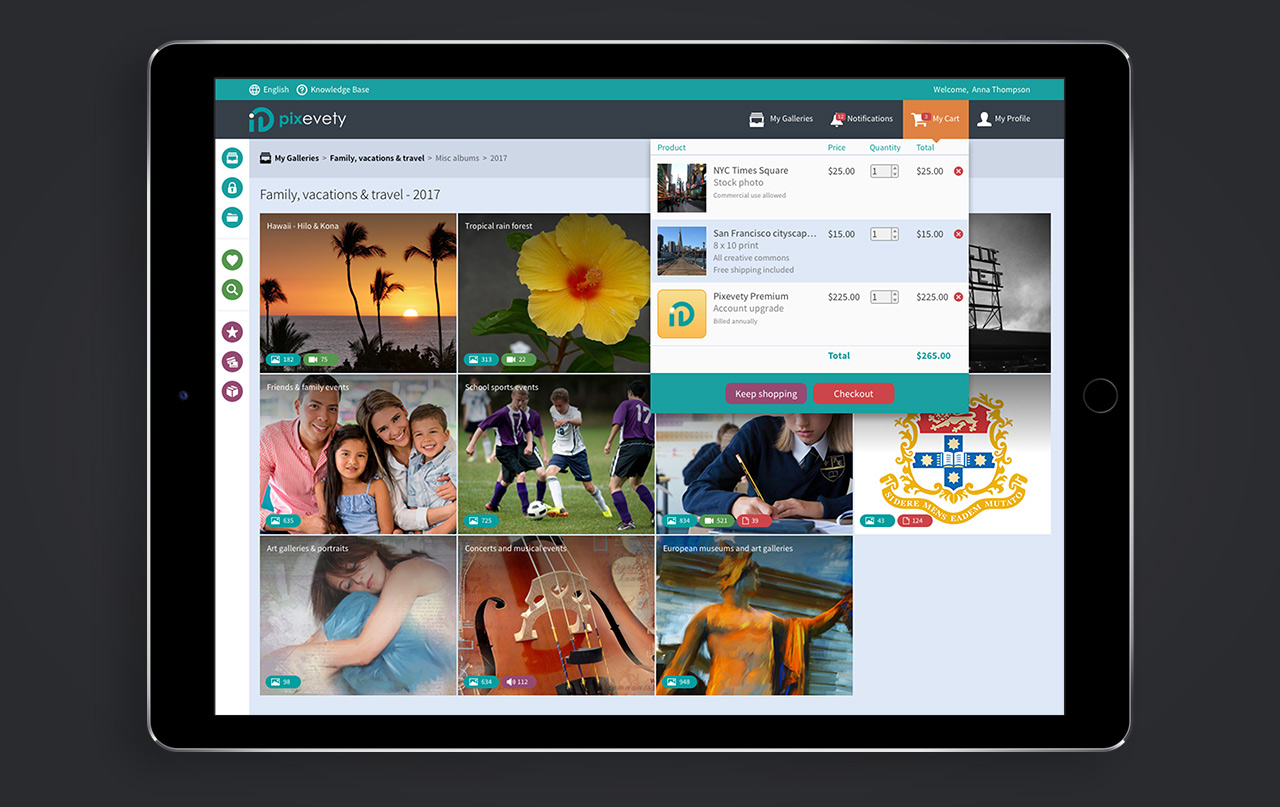 English
Knowledge Base
Welcome, Anna Thompson
pixevety
My Galleries
12
Notifications
3
My Cart
My Profile
My Galleries > Family, vacations & travel > Misc albums > 2017
Product Price Quantity Total
NYC Times Square $25.00 1 $25.00
Stock photo
Commercial use allowed
San Francisco cityscap... $15.00 1 $15.00
8 x 10 print
All creative commons
Free shipping included
Pixevety Premium $225.00 1 $225.00
Account upgrade
Billed annually
Total $265.00
Keep shopping
Checkout
Family, vacations & travel - 2017
Hawaii - Hilo & Kona
182
75
Tropical rain forest
313
22
Friends & family events
635
School sports events
725
834
521
39
SIDERE MENS EADEM MUTATO
43
124
Art galleries & portraits
98
Concerts and musical events
634
112
European museums and art galleries
948